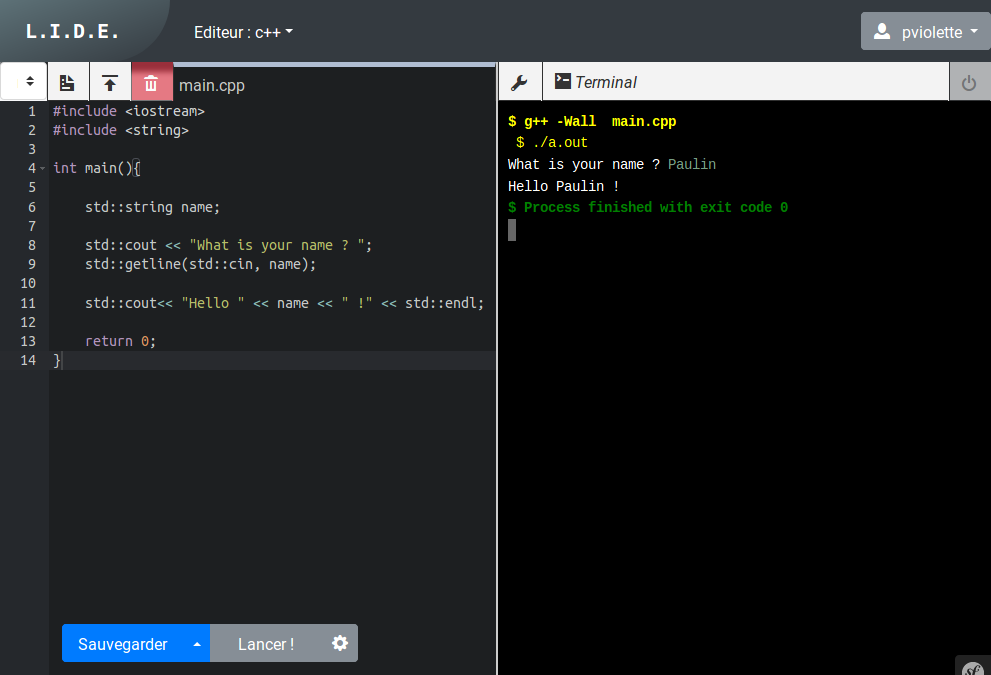 L.I.D.E.
Editeur : c++
pviolette
main.cpp
1 #include <iostream>
2 #include <string>
3
4 int main(){
5
6 std::string name;
7
8 std::cout << "What is your name ? ";
9 std::getline(std::cin, name);
10
11 std::cout<< "Hello " << name << " !" << std::endl;
12
13 return 0;
14 }
Sauvegarder
Lancer !
Terminal
$ g++ -Wall  main.cpp
$ ./a.out
What is your name ? Paulin
Hello Paulin !
$ Process finished with exit code 0
sf